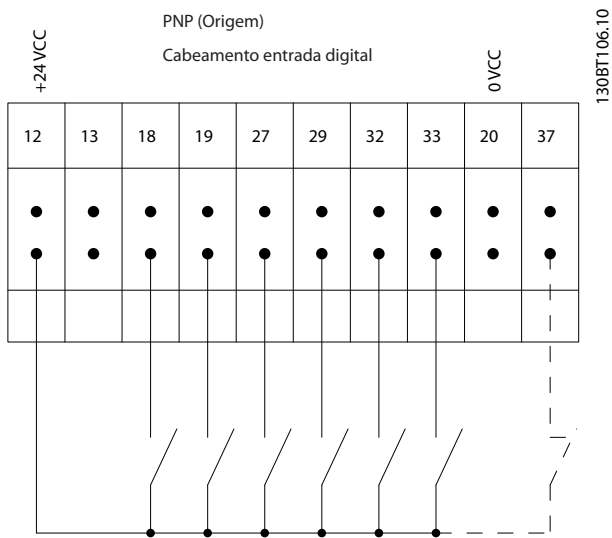 PNP (Origem)
Cabeamento entrada digital
+24 VCC
0 VCC
130BT106.10
12 13 18 19 27 29 32 33 20 37